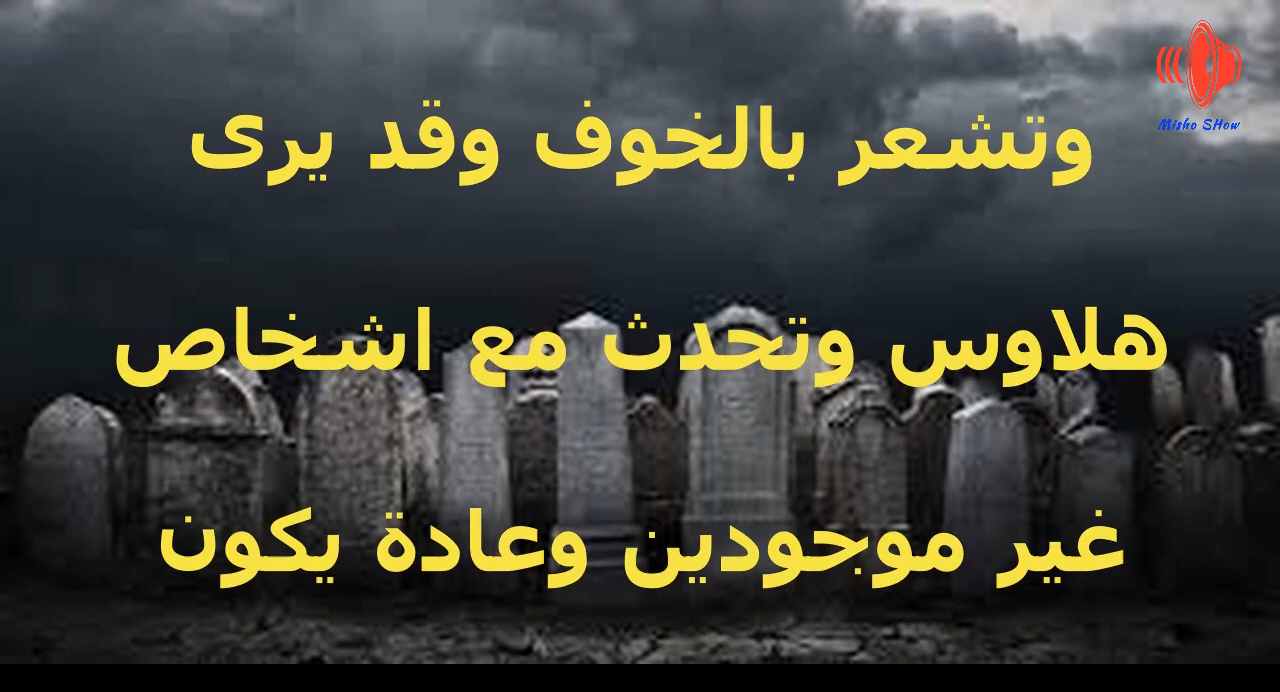 Misho SHow
وتشعر بالخوف وقد يرى
هلاوس وتحدث مع اشخاص
غير موجودين وعادة يكون